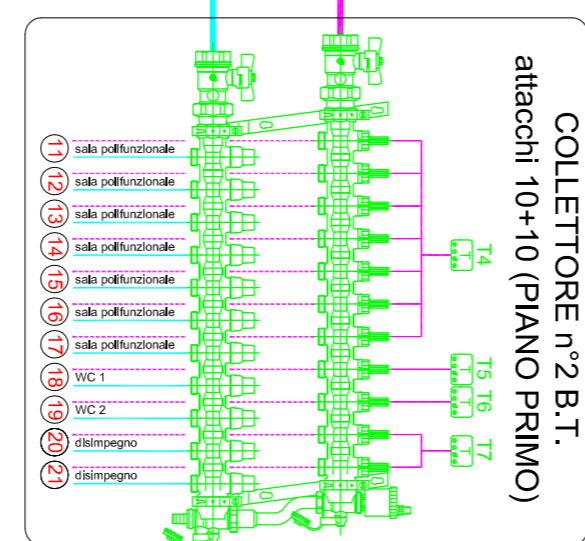 COLLETTORE n°2 B.T.
attacchi 10+10 (PIANO PRIMO)
11 sala polifunzionale
12 sala polifunzionale
13 sala polifunzionale
14 sala polifunzionale
15 sala polifunzionale
16 sala polifunzionale
17 sala polifunzionale
18 WC 1
19 WC 2
20 disimpegno
21 disimpegno
T4
T
T5
T
T6
T
T7
T